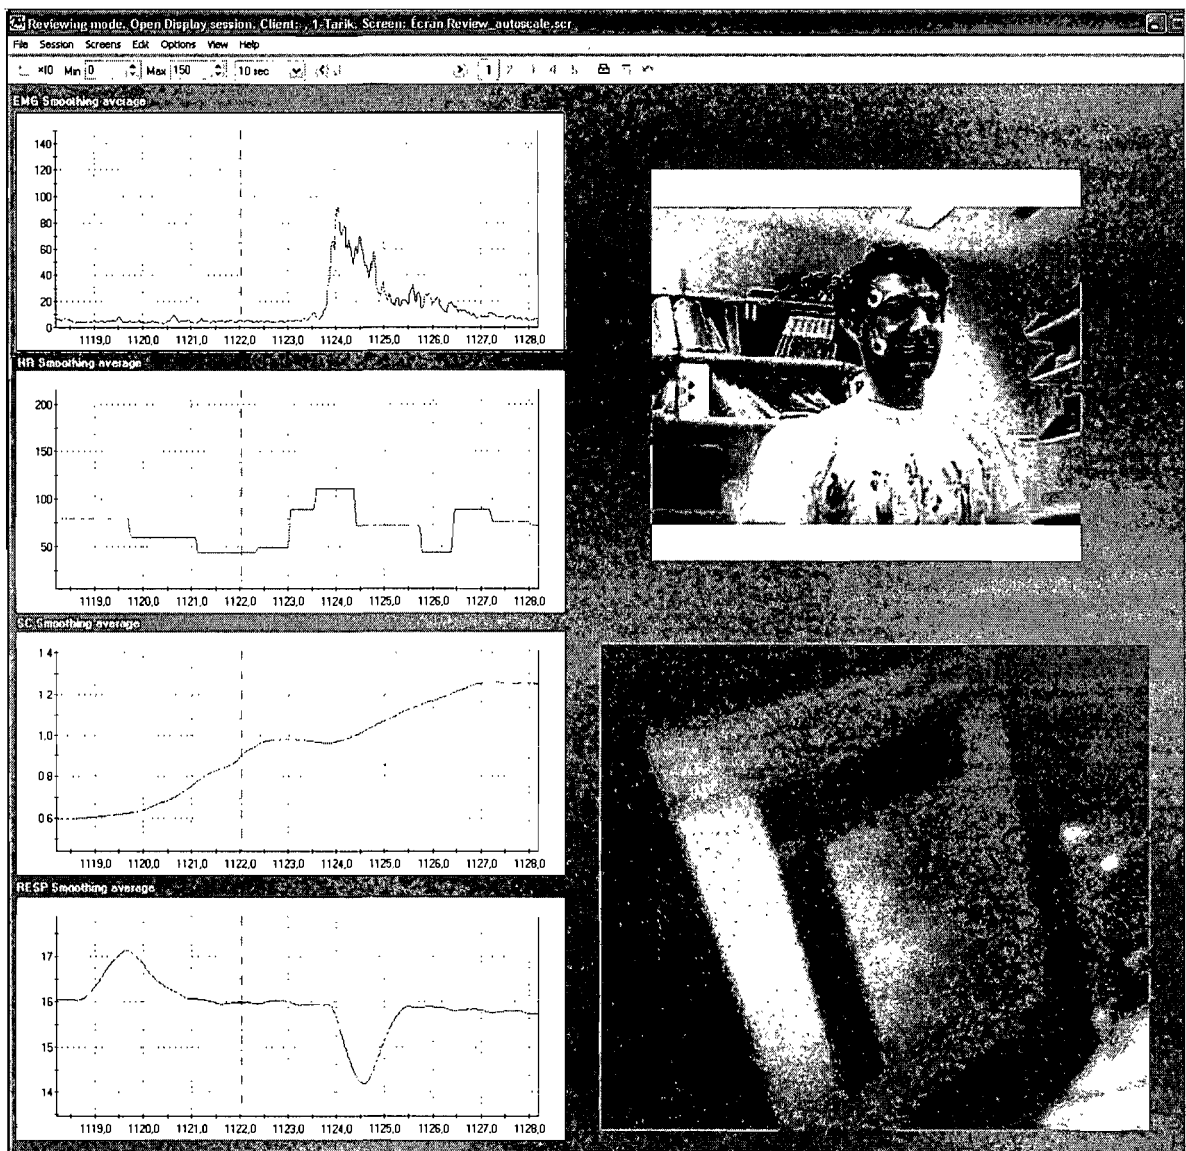 Reviewing mode. Open Display session. Client: , 1-Tarik. Screen: Écran Review_autoscale.scr
File Session Screens Edit Options View Help
×10 Min 0 Max 150 10 sec 1 2 3 4 5
EMG Smoothing average
140
120
100
80
60
40
20
0
1119,0 1120,0 1121,0 1122,0 1123,0 1124,0 1125,0 1126,0 1127,0 1128,0
HR Smoothing average
200
150
100
50
1119,0 1120,0 1121,0 1122,0 1123,0 1124,0 1125,0 1126,0 1127,0 1128,0
SC Smoothing average
1.4
1.2
1.0
0.8
0.6
1119,0 1120,0 1121,0 1122,0 1123,0 1124,0 1125,0 1126,0 1127,0 1128,0
RESP Smoothing average
17
16
15
14
1119,0 1120,0 1121,0 1122,0 1123,0 1124,0 1125,0 1126,0 1127,0 1128,0